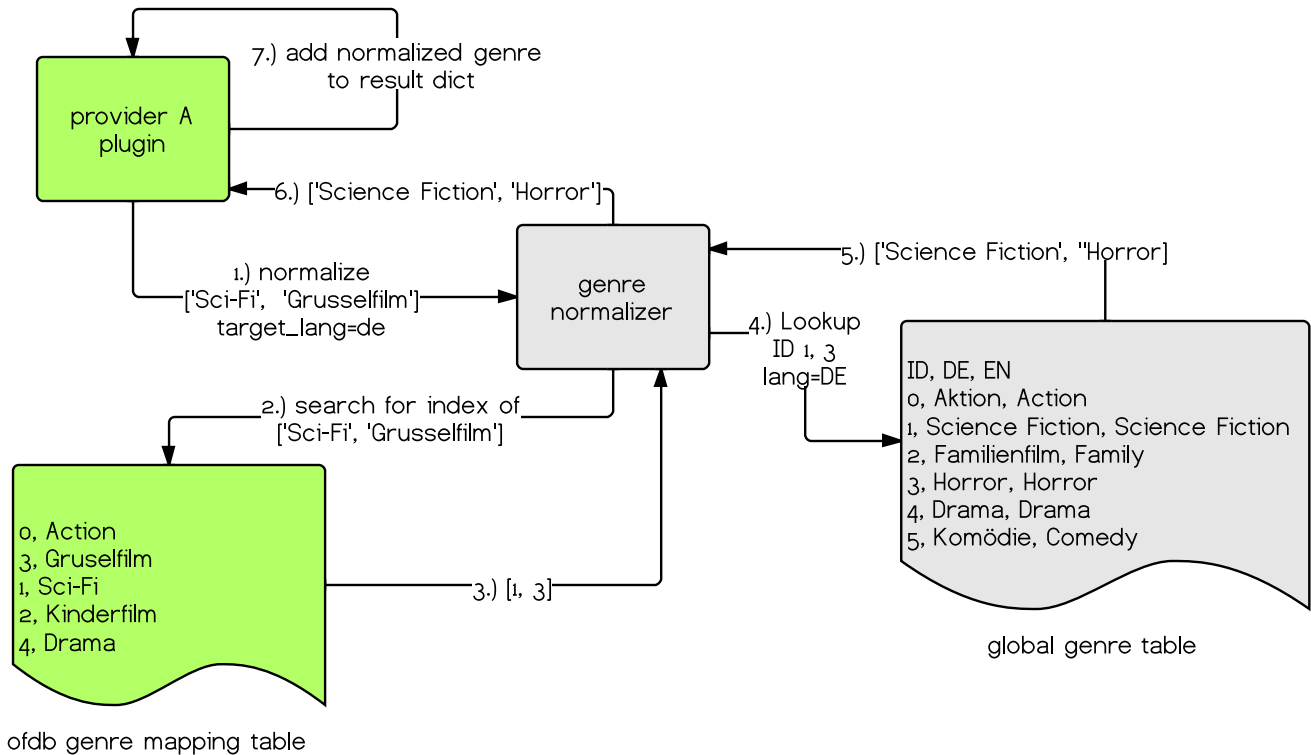 7.) add normalized genre
to result dict
provider A
plugin
6.) ['Science Fiction', 'Horror']
1.) normalize
['Sci-Fi',  'Grusselfilm']
target_lang=de
genre
normalizer
5.) ['Science Fiction', "Horror]
4.) Lookup
ID 1, 3
lang=DE
2.) search for index of
['Sci-Fi', 'Grusselfilm']
ID, DE, EN
0, Aktion, Action
1, Science Fiction, Science Fiction
2, Familienfilm, Family
3, Horror, Horror
4, Drama, Drama
5, Komödie, Comedy
global genre table
0, Action
3, Gruselfilm
1, Sci-Fi
2, Kinderfilm
4, Drama
3.) [1, 3]
ofdb genre mapping table